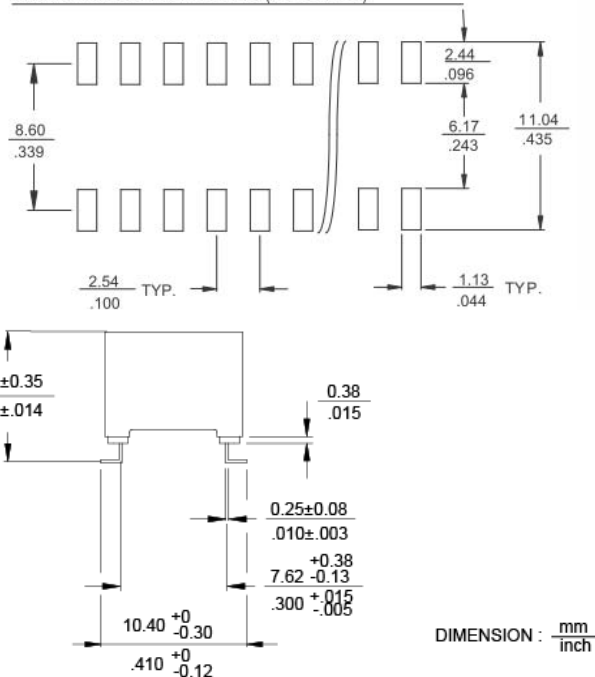 2.44
.096
8.60
.339
6.17
.243
11.04
.435
2.54
.100
TYP.
1.13
.044
TYP.
±0.35
±.014
0.38
.015
0.25±0.08
.010±.003
7.62 +0.38 -0.13
.300 +.015 -.005
10.40 +0 -0.30
.410 +0 -0.12
DIMENSION : mm
inch